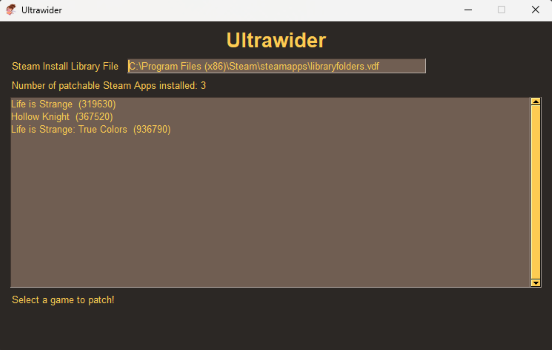 Ultrawider
Ultrawider
Steam Install Library File C:\Program Files (x86)\Steam\steamapps\libraryfolders.vdf
Number of patchable Steam Apps installed: 3
Life is Strange (319630)
Hollow Knight (367520)
Life is Strange: True Colors (936790)
Select a game to patch!